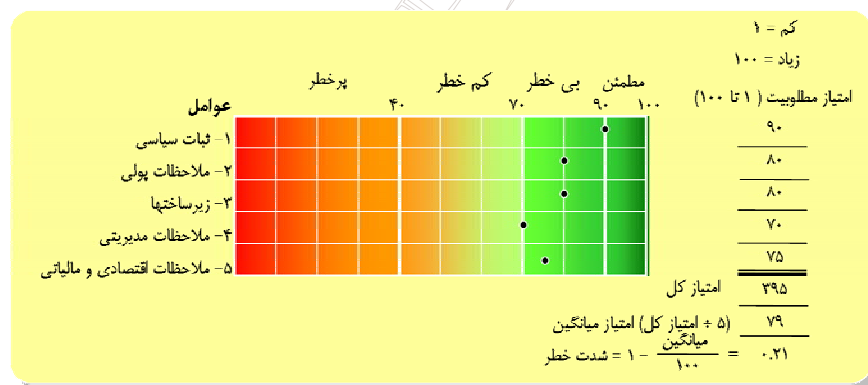 کم = ۱
زیاد = ۱۰۰
امتیاز مطلوبیت ( ۱ تا ۱۰۰)
پرخطر کم خطر بی خطر مطمئن
عوامل ۴۰ ۷۰ ۹۰ ۱۰۰
۱- ثبات سیاسی ۹۰
۲- ملاحظات پولی ۸۰
۳- زیرساختها ۸۰
۴- ملاحظات مدیریتی ۷۰
۵- ملاحظات اقتصادی و مالیاتی ۷۵
امتیاز کل ۳۹۵
(۵ ÷ امتیاز کل) امتیاز میانگین ۷۹
شدت خطر = ۱ - میانگین / ۱۰۰ = ۰.۲۱